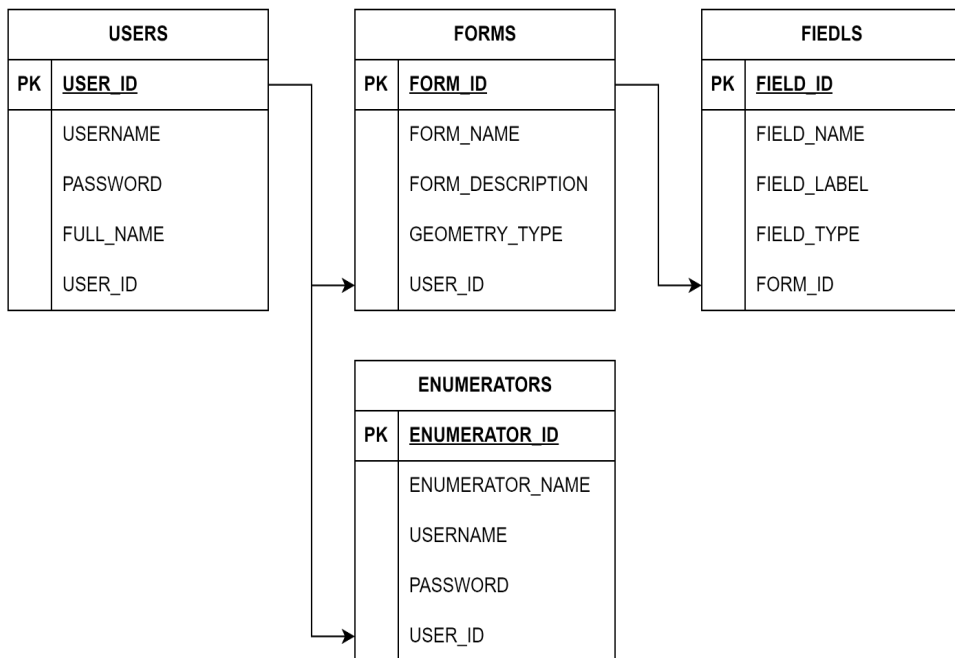 USERS
PK USER_ID
USERNAME
PASSWORD
FULL_NAME
USER_ID
FORMS
PK FORM_ID
FORM_NAME
FORM_DESCRIPTION
GEOMETRY_TYPE
USER_ID
FIEDLS
PK FIELD_ID
FIELD_NAME
FIELD_LABEL
FIELD_TYPE
FORM_ID
ENUMERATORS
PK ENUMERATOR_ID
ENUMERATOR_NAME
USERNAME
PASSWORD
USER_ID